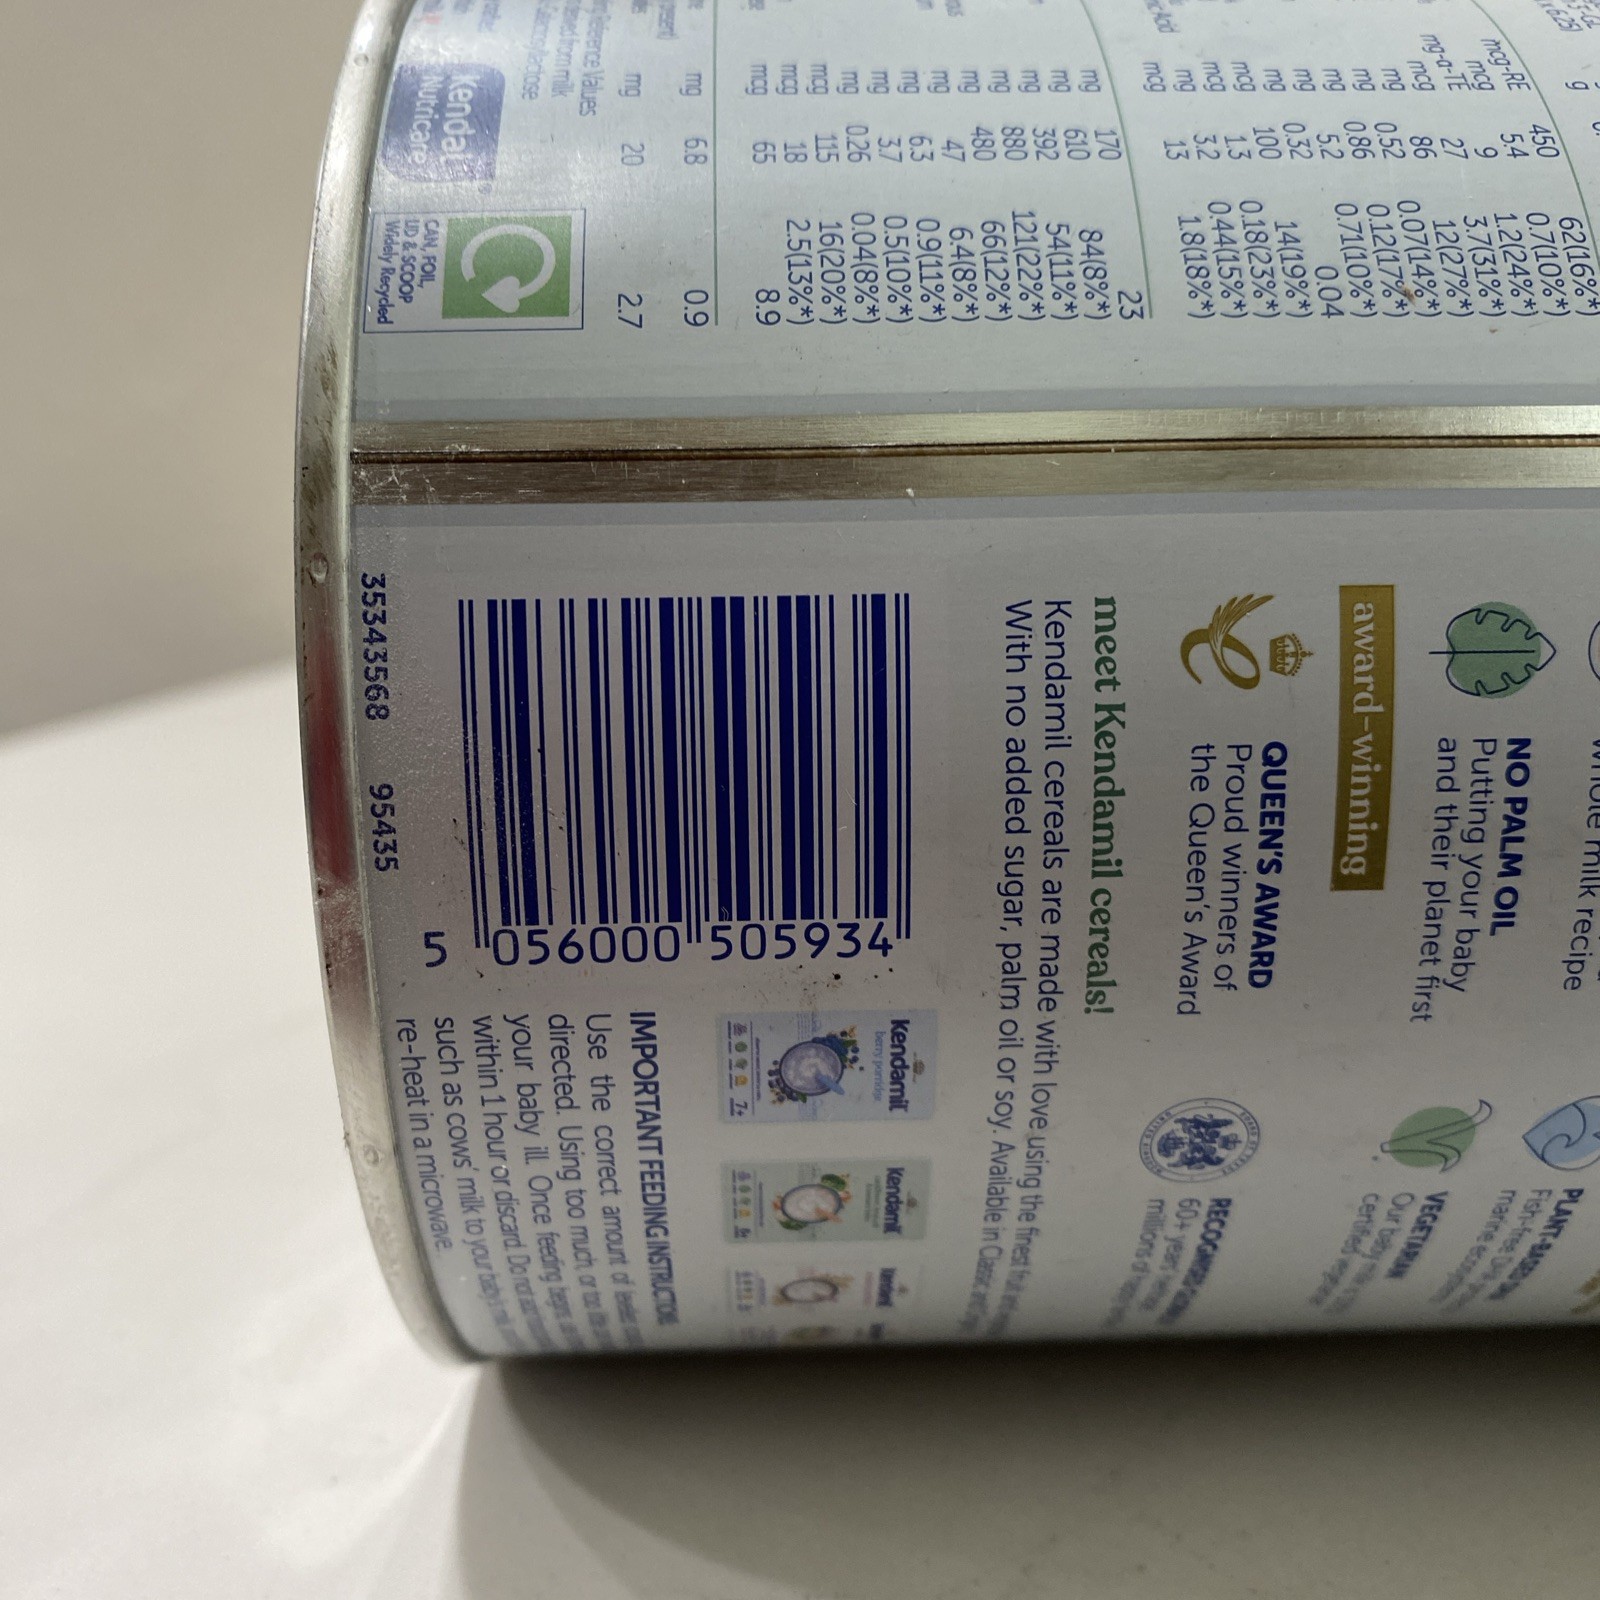 62(16%*)
450 0.7(10%*)
mcg-RE 5.4 1.2(24%*)
mcg 9 3.7(31%*)
mg-α-TE 27 12(27%*)
mcg 86 0.07(14%*)
mg 0.52 0.12(17%*)
mg 0.86 0.71(10%*)
mg 5.2 0.04
mg 0.32 14(19%*)
mg 100 0.18(23%*)
mcg 1.3 0.44(15%*)
mcg 3.2 1.8(18%*)
mg 13
mcg
23
170 84(8%*)
mg 610 54(11%*)
mg 392 121(22%*)
mg 880 66(12%*)
mg 480 6.4(8%*)
mg 47 0.9(11%*)
mg 6.3 0.5(10%*)
mg 3.7 0.04(8%*)
mg 0.26 16(20%*)
mcg 115 2.5(13%*)
mcg 18 8.9
mcg 65
mg 6.8 0.9
mg 20 2.7
Reference Values
from milk
Nutricare
CAN, FOIL,
LID & SCOOP
Widely Recycled
milk recipe
NO PALM OIL
Putting your baby
and their planet first
VEGETARIAN
award-winning
QUEEN'S AWARD
Proud winners of
the Queen's Award
meet Kendamil cereals!
Kendamil cereals are made with love using the finest
With no added sugar, palm oil or soy. Available in Classic
kendamil
berry porridge
7+
kendamil
5 056000 505934
IMPORTANT FEEDING INSTRUCTIONS
Use the correct amount of
directed. Using too much or too
your baby ill. Once feeding begins,
within 1 hour or discard. Do not add
such as cows' milk to your baby's
re-heat in a microwave.
35343568 95435